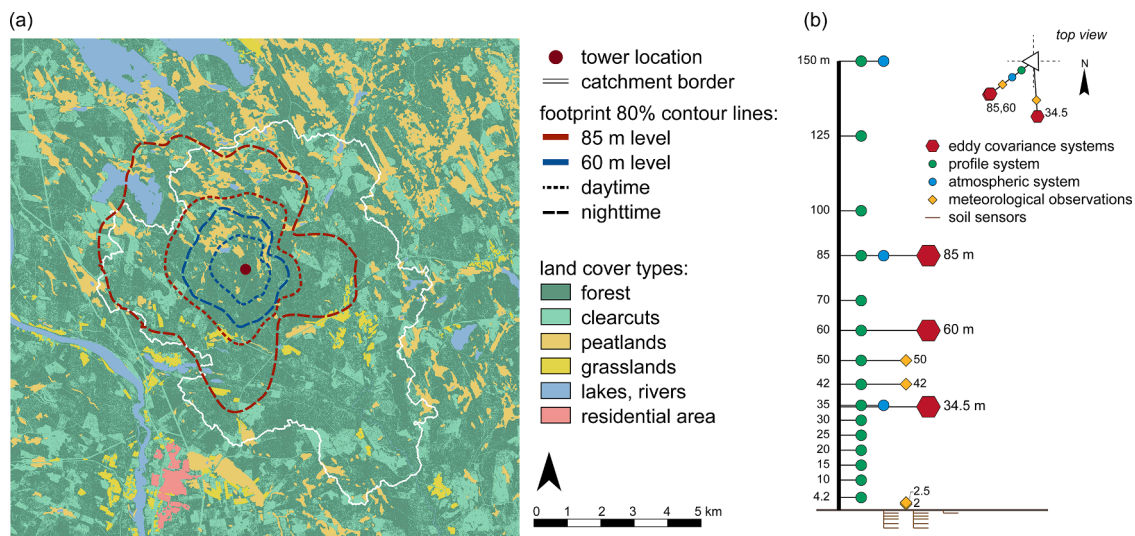 (a)
tower location
catchment border
footprint 80% contour lines:
85 m level
60 m level
daytime
nighttime
land cover types:
forest
clearcuts
peatlands
grasslands
lakes, rivers
residential area
0 1 2 3 4 5 km
(b)
top view
N
85,60
34.5
eddy covariance systems
profile system
atmospheric system
meteorological observations
soil sensors
150 m
125
100
85
85 m
70
60
60 m
50
50
42
42
35
34.5 m
30
25
20
15
10
4.2
2.5
2